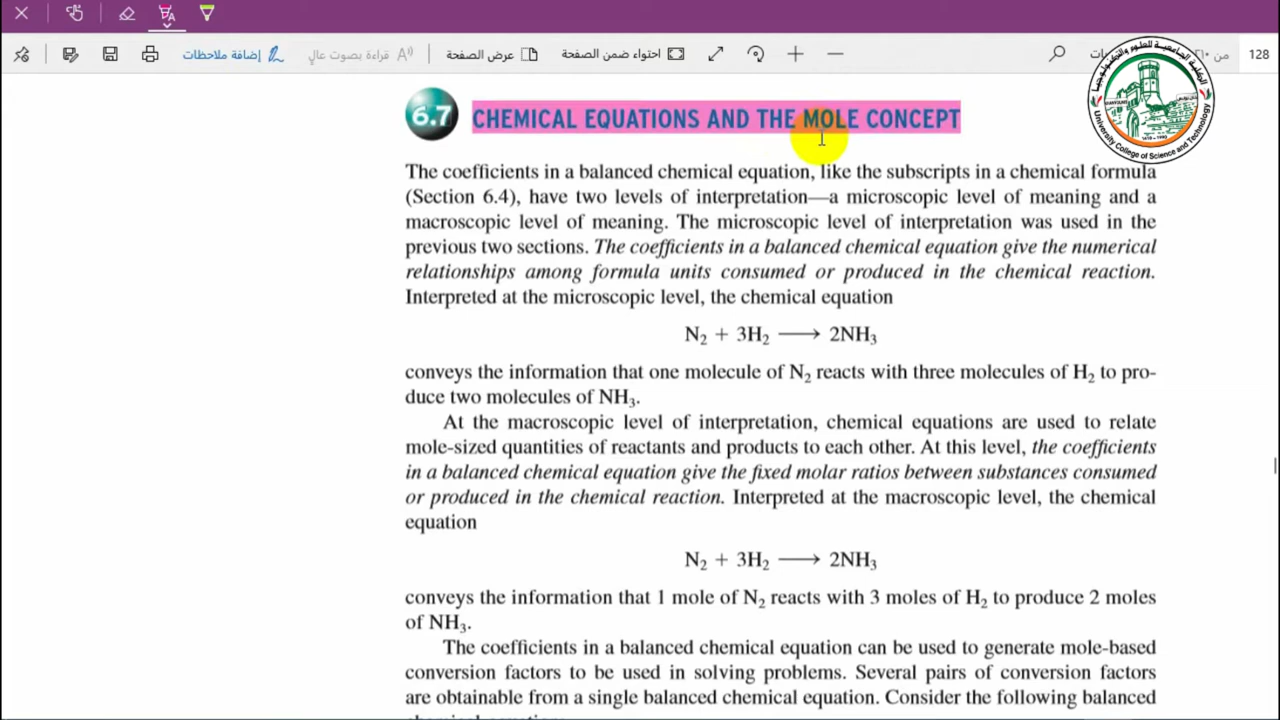 إضافة ملاحظات
قراءة بصوت عالٍ
عرض الصفحة
احتواء ضمن الصفحة
من
128
University College of Science and Technology
6.7 CHEMICAL EQUATIONS AND THE MOLE CONCEPT
The coefficients in a balanced chemical equation, like the subscripts in a chemical formula
(Section 6.4), have two levels of interpretation—a microscopic level of meaning and a
macroscopic level of meaning. The microscopic level of interpretation was used in the
previous two sections. The coefficients in a balanced chemical equation give the numerical
relationships among formula units consumed or produced in the chemical reaction.
Interpreted at the microscopic level, the chemical equation
N₂ + 3H₂ ⟶ 2NH₃
conveys the information that one molecule of N₂ reacts with three molecules of H₂ to pro-
duce two molecules of NH₃.
At the macroscopic level of interpretation, chemical equations are used to relate
mole-sized quantities of reactants and products to each other. At this level, the coefficients
in a balanced chemical equation give the fixed molar ratios between substances consumed
or produced in the chemical reaction. Interpreted at the macroscopic level, the chemical
equation
N₂ + 3H₂ ⟶ 2NH₃
conveys the information that 1 mole of N₂ reacts with 3 moles of H₂ to produce 2 moles
of NH₃.
The coefficients in a balanced chemical equation can be used to generate mole-based
conversion factors to be used in solving problems. Several pairs of conversion factors
are obtainable from a single balanced chemical equation. Consider the following balanced